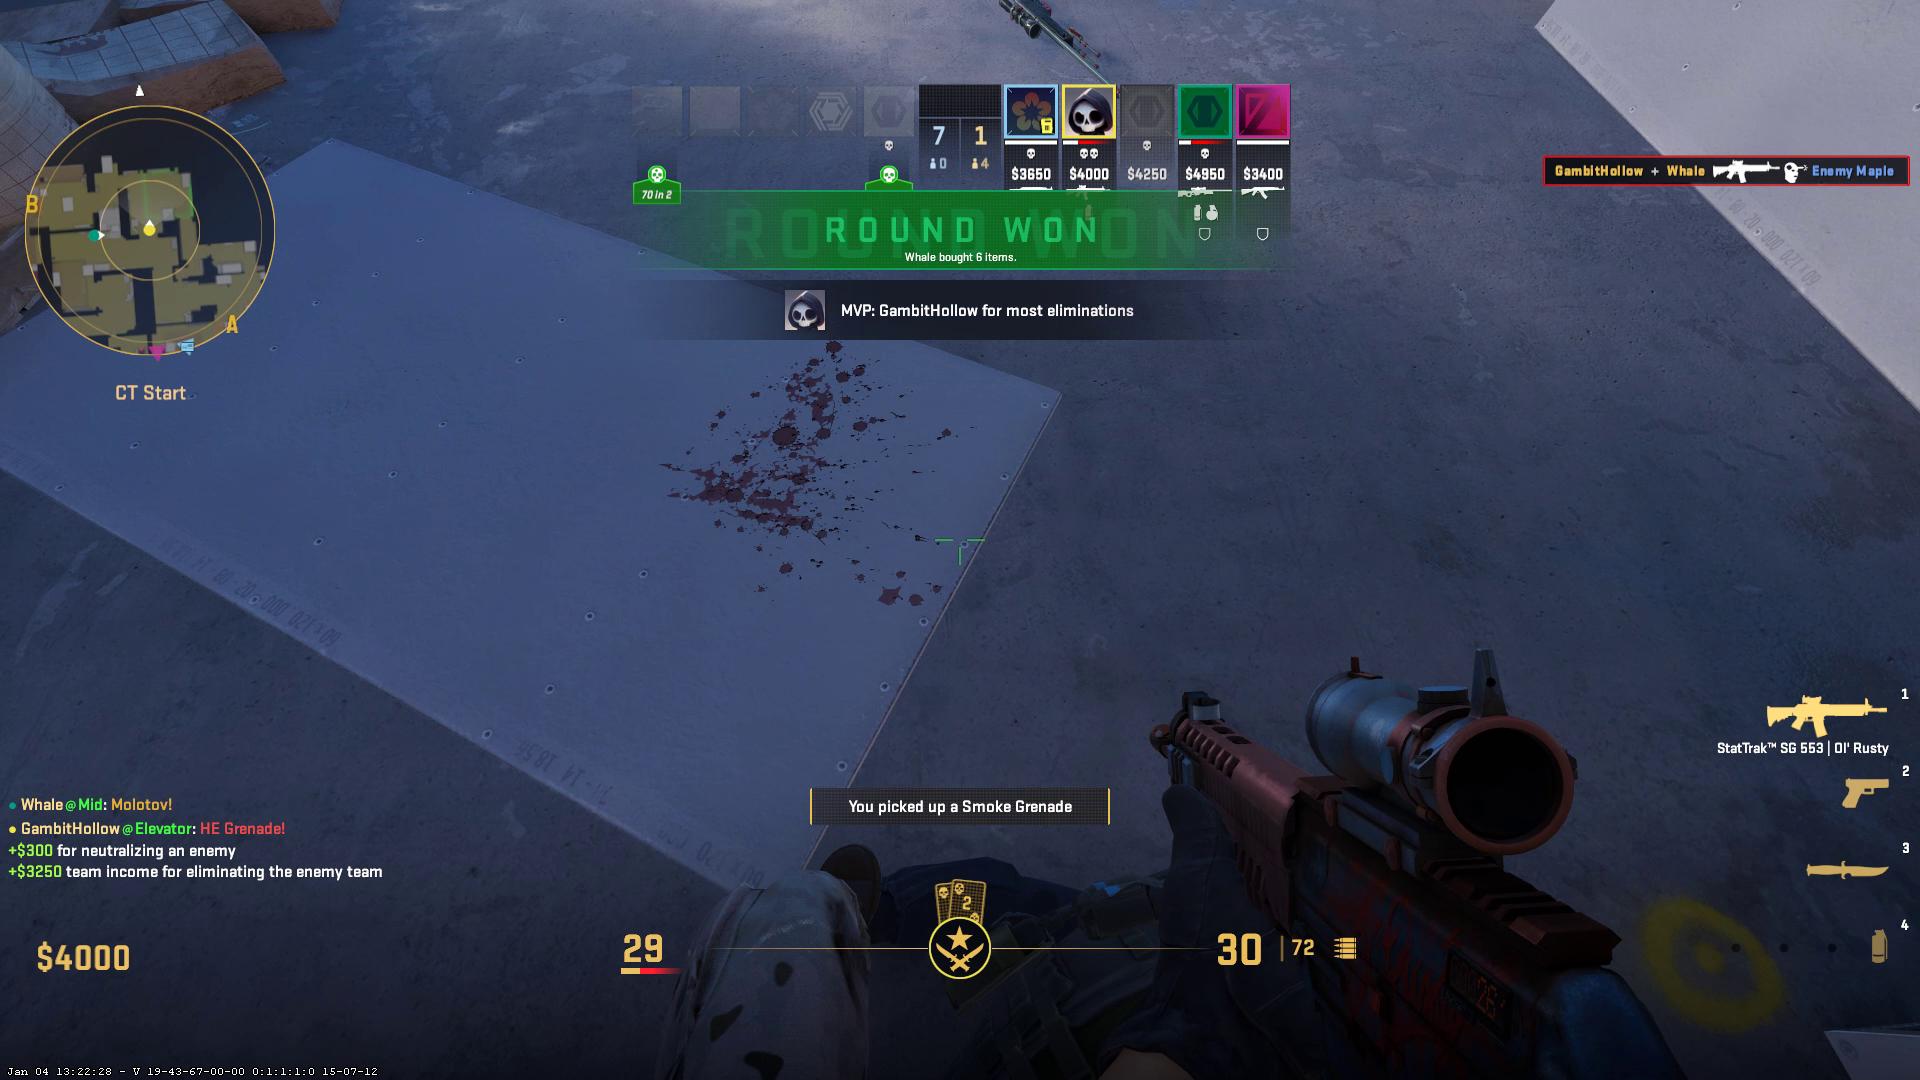 7 1
0 4
$3650 $4000 $4250 $4950 $3400
6
70 in 2
ROUND WON
Whale bought 6 items.
MVP: GambitHollow for most eliminations
GambitHollow + Whale Enemy Maple
B
A
CT Start
You picked up a Smoke Grenade
1
StatTrak™ SG 553 | Ol' Rusty
2
3
4
Whale@Mid: Molotov!
GambitHollow@Elevator: HE Grenade!
+$300 for neutralizing an enemy
+$3250 team income for eliminating the enemy team
$4000
29
2
30 | 72
Jan 04 13:22:28 - V 19-43-67-00-00 0:1:1:1:0 15-07-12